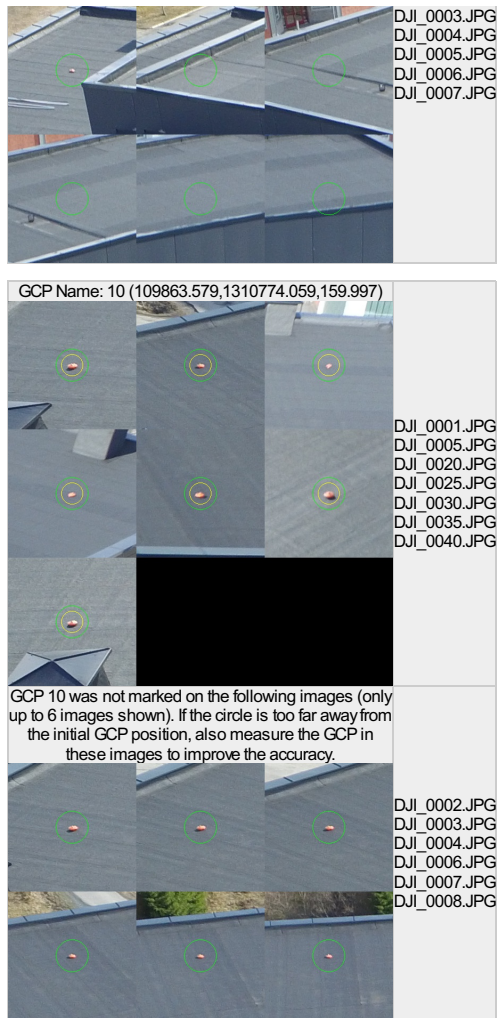 DJI_0003.JPG
DJI_0004.JPG
DJI_0005.JPG
DJI_0006.JPG
DJI_0007.JPG
GCP Name: 10 (109863.579,1310774.059,159.997)
DJI_0001.JPG
DJI_0005.JPG
DJI_0020.JPG
DJI_0025.JPG
DJI_0030.JPG
DJI_0035.JPG
DJI_0040.JPG
GCP 10 was not marked on the following images (only
up to 6 images shown). If the circle is too far away from
the initial GCP position, also measure the GCP in
these images to improve the accuracy.
DJI_0002.JPG
DJI_0003.JPG
DJI_0004.JPG
DJI_0006.JPG
DJI_0007.JPG
DJI_0008.JPG